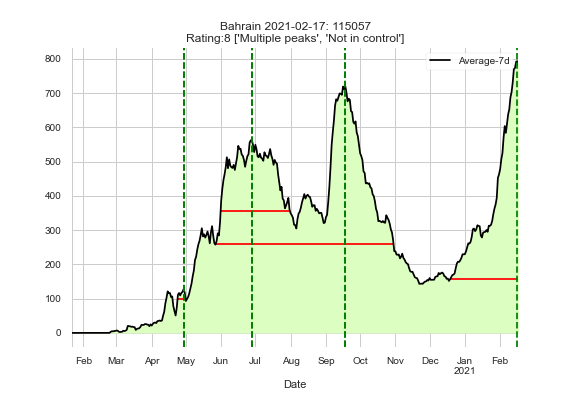 Bahrain 2021-02-17: 115057
Rating:8 ['Multiple peaks', 'Not in control']
Average-7d
800
700
600
500
400
300
200
100
0
Feb Mar Apr May Jun Jul Aug Sep Oct Nov Dec Jan Feb
2021
Date